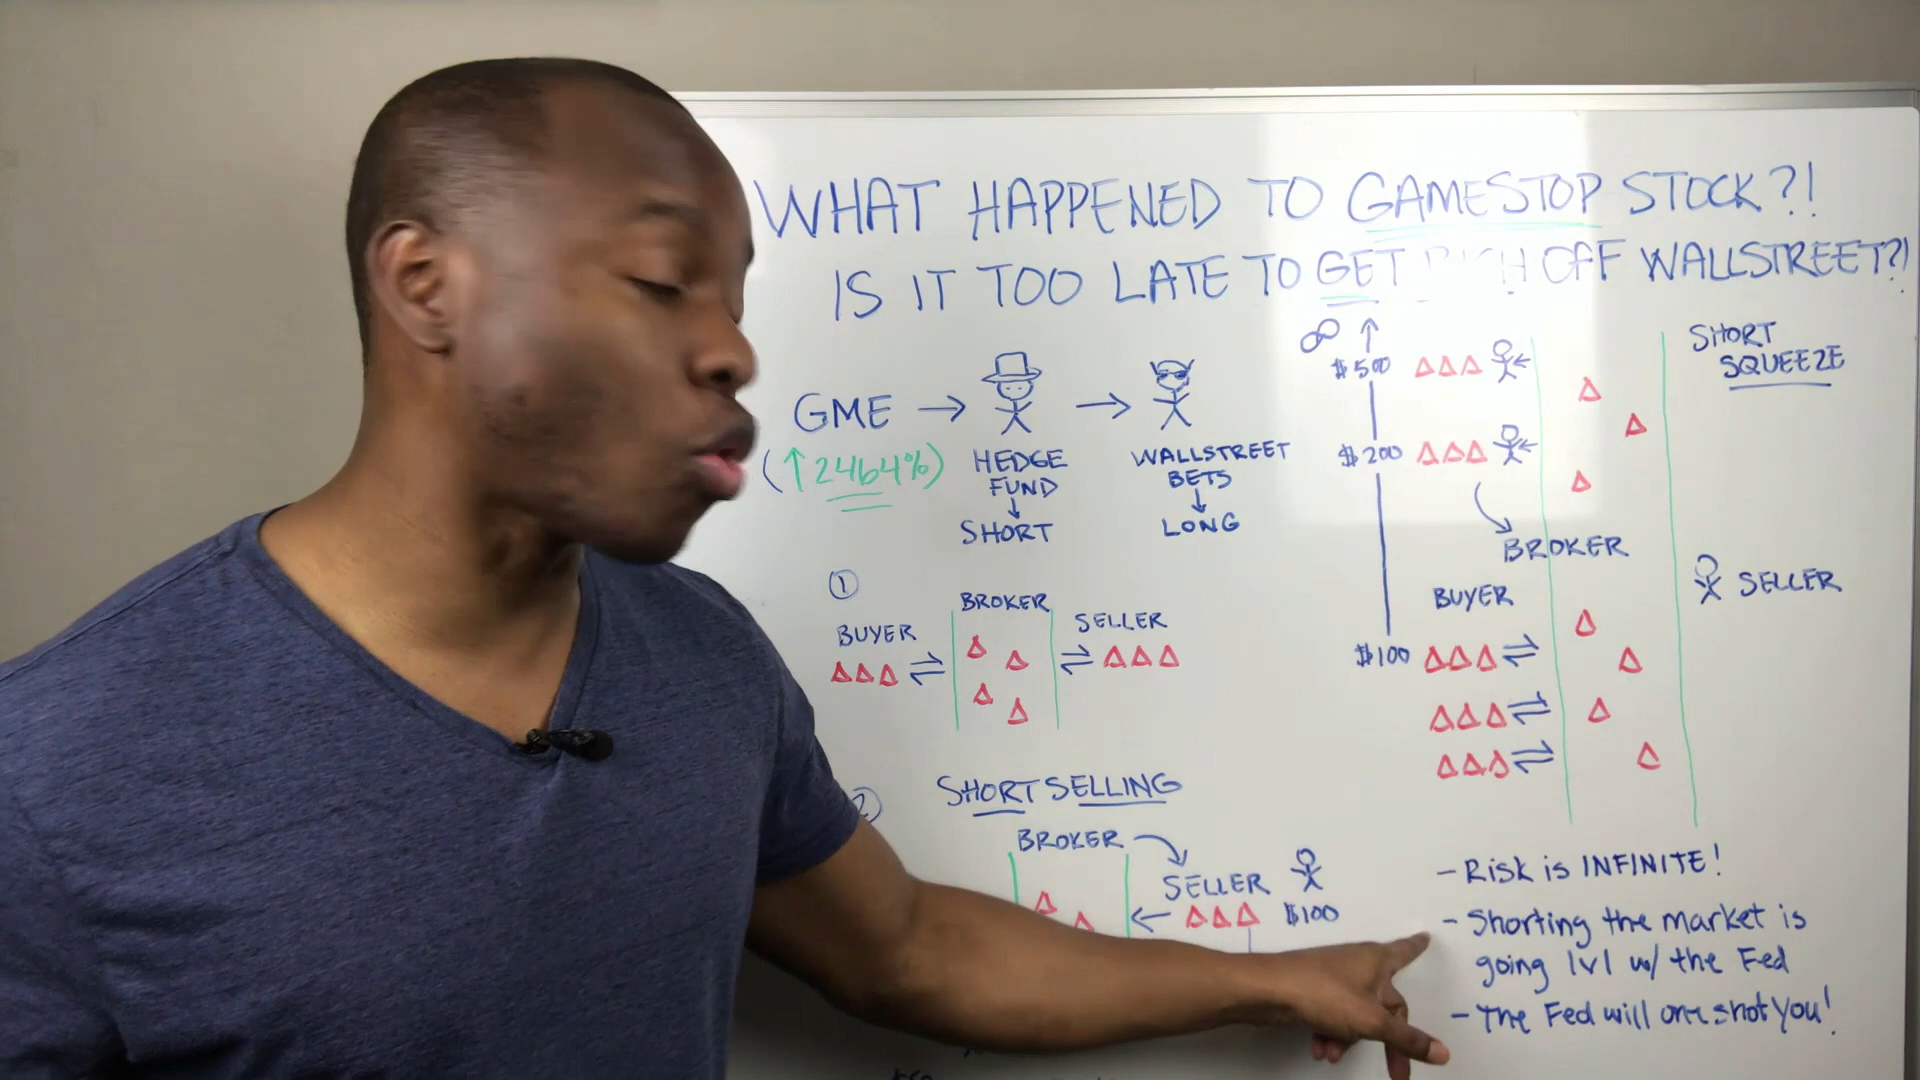 WHAT HAPPENED TO GAMESTOP STOCK?!
IS IT TOO LATE TO GET RICH OFF WALLSTREET?!
GME
(↑2464%)
HEDGE
FUND
SHORT
WALLSTREET
BETS
LONG
①
BUYER
BROKER
SELLER
②
SHORT SELLING
BROKER
SELLER
$100
∞
$500
$200
$100
BROKER
BUYER
SHORT
SQUEEZE
SELLER
- Risk is INFINITE!
- Shorting the market is
going 1v1 w/ the Fed
- The Fed will one shot you!